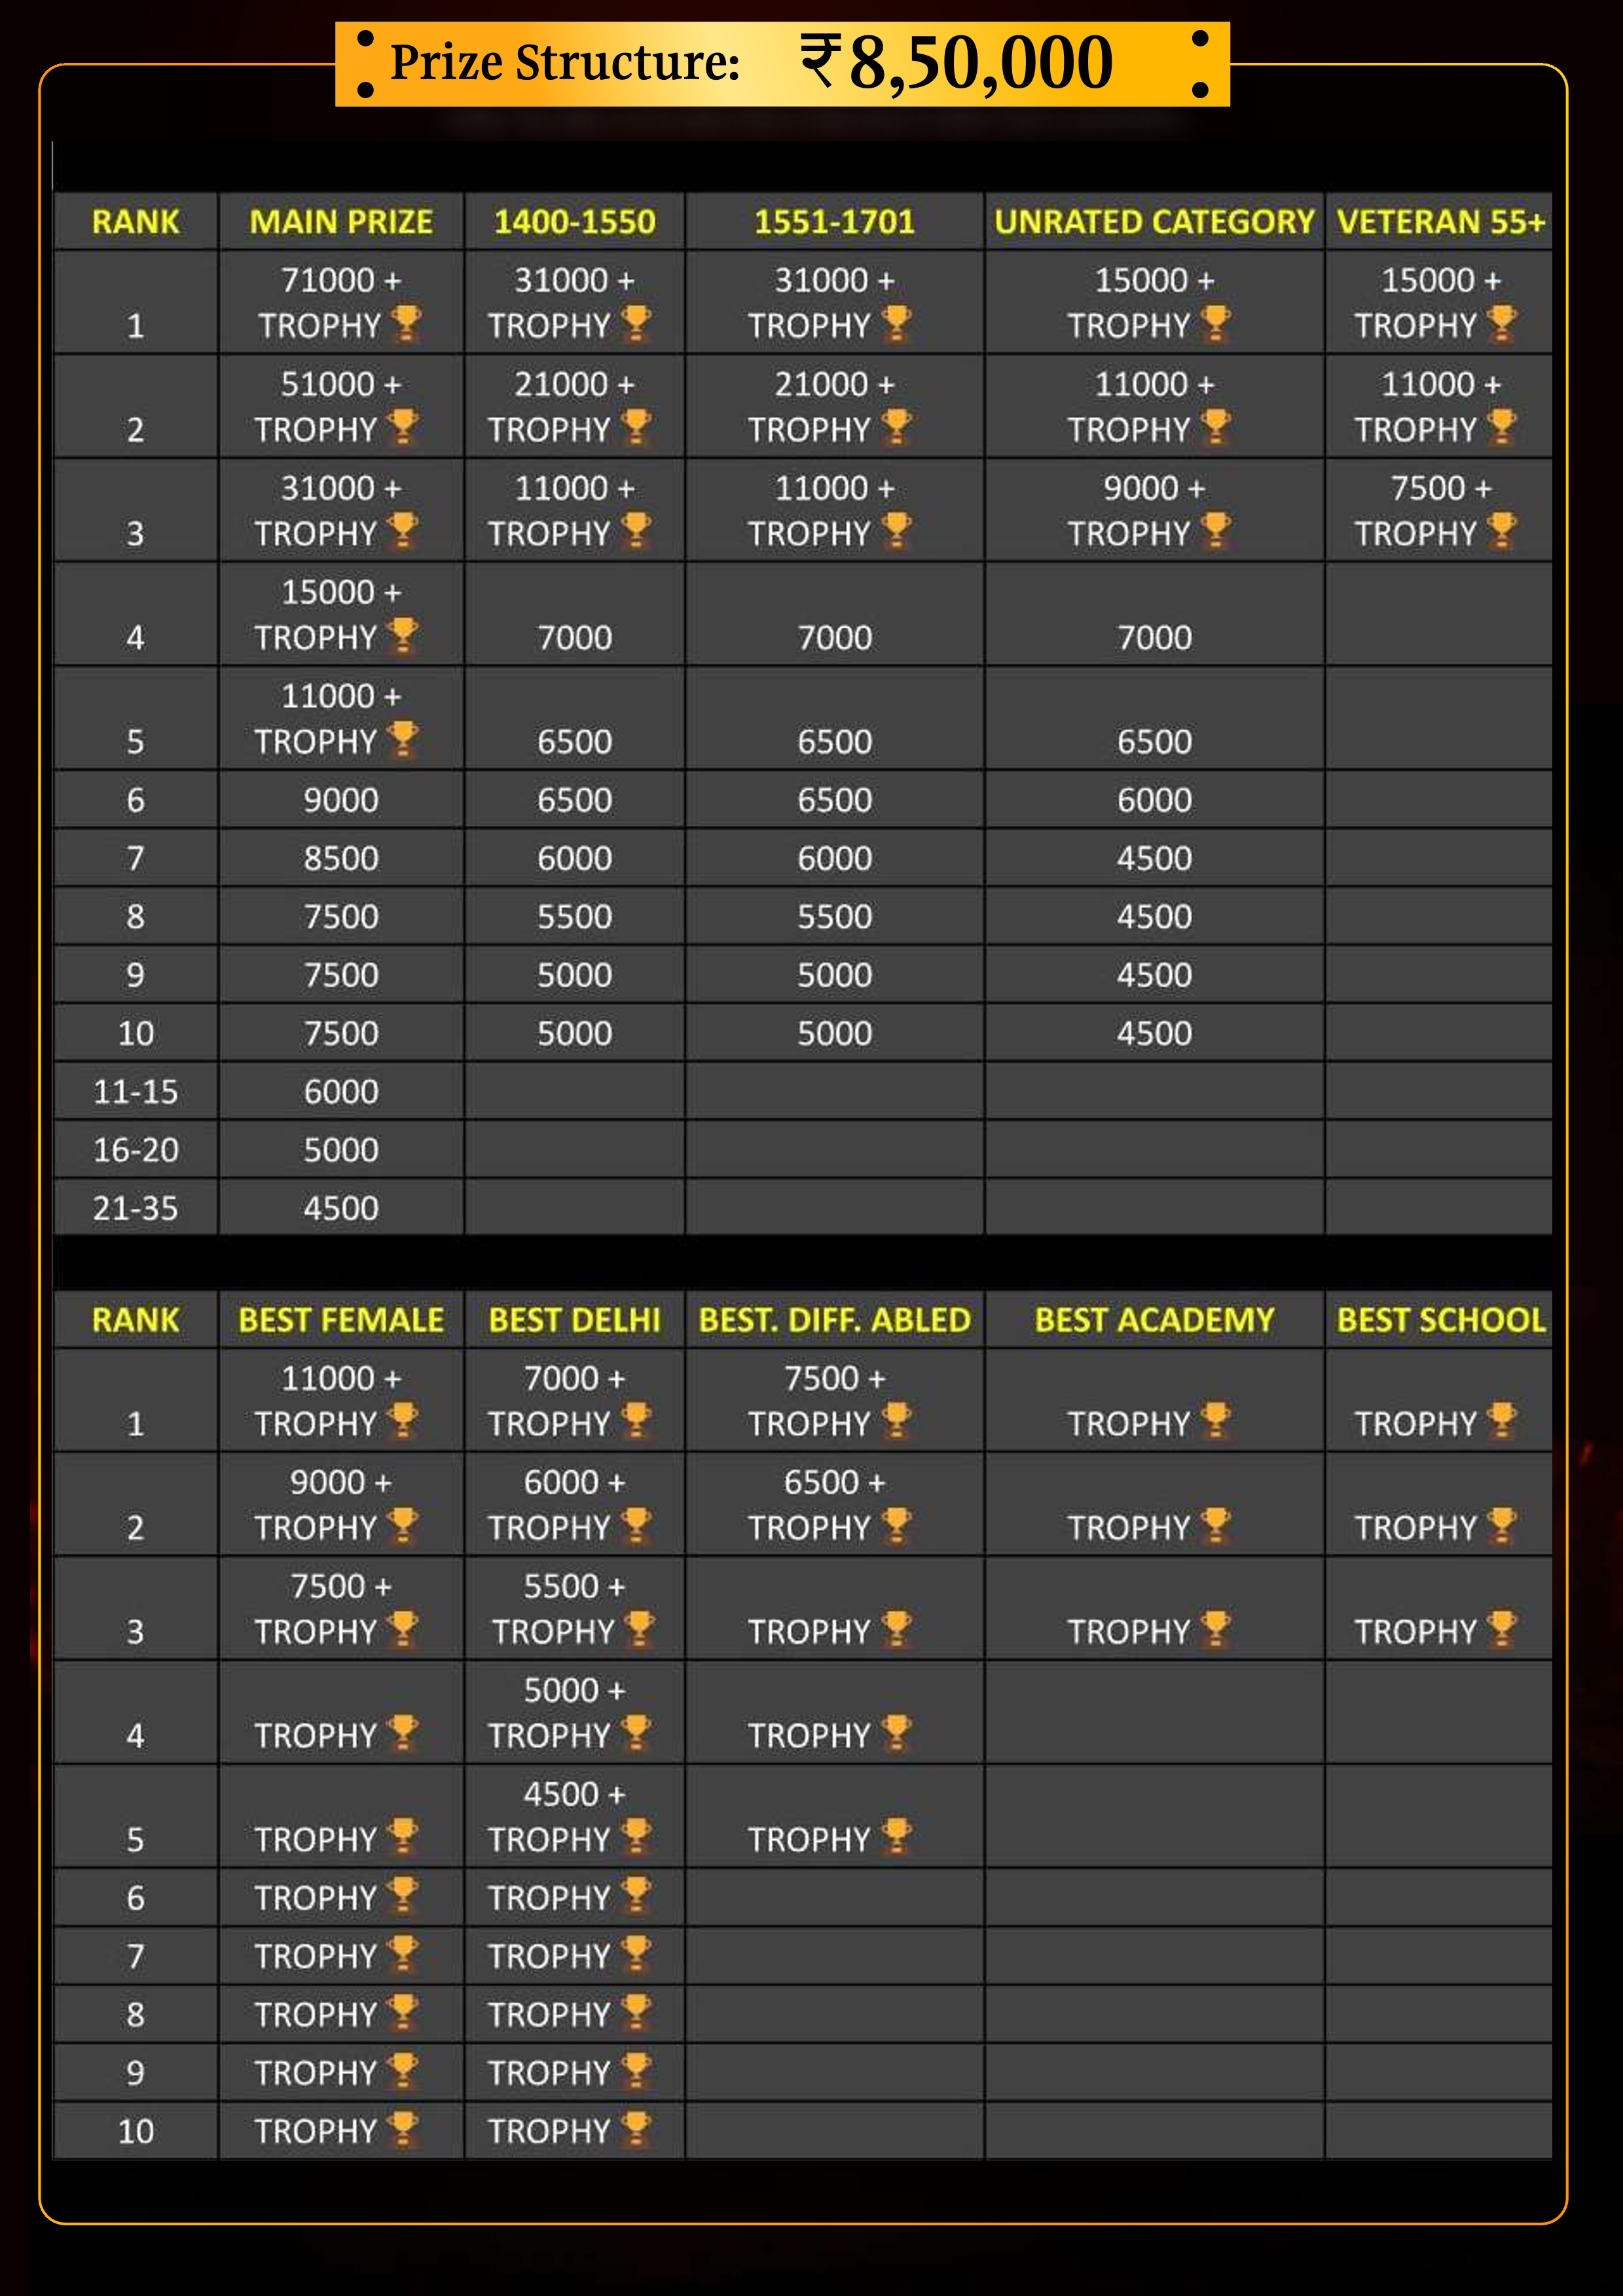 Prize Structure: ₹8,50,000
RANK MAIN PRIZE 1400-1550 1551-1701 UNRATED CATEGORY VETERAN 55+
71000 + 31000 + 31000 + 15000 + 15000 +
1 TROPHY TROPHY TROPHY TROPHY TROPHY
51000 + 21000 + 21000 + 11000 + 11000 +
2 TROPHY TROPHY TROPHY TROPHY TROPHY
31000 + 11000 + 11000 + 9000 + 7500 +
3 TROPHY TROPHY TROPHY TROPHY TROPHY
15000 +
4 TROPHY 7000 7000 7000
11000 +
5 TROPHY 6500 6500 6500
6 9000 6500 6500 6000
7 8500 6000 6000 4500
8 7500 5500 5500 4500
9 7500 5000 5000 4500
10 7500 5000 5000 4500
11-15 6000
16-20 5000
21-35 4500
RANK BEST FEMALE BEST DELHI BEST. DIFF. ABLED BEST ACADEMY BEST SCHOOL
11000 + 7000 + 7500 +
1 TROPHY TROPHY TROPHY TROPHY TROPHY
9000 + 6000 + 6500 +
2 TROPHY TROPHY TROPHY TROPHY TROPHY
7500 + 5500 +
3 TROPHY TROPHY TROPHY TROPHY TROPHY
5000 +
4 TROPHY TROPHY TROPHY
4500 +
5 TROPHY TROPHY TROPHY
6 TROPHY TROPHY
7 TROPHY TROPHY
8 TROPHY TROPHY
9 TROPHY TROPHY
10 TROPHY TROPHY